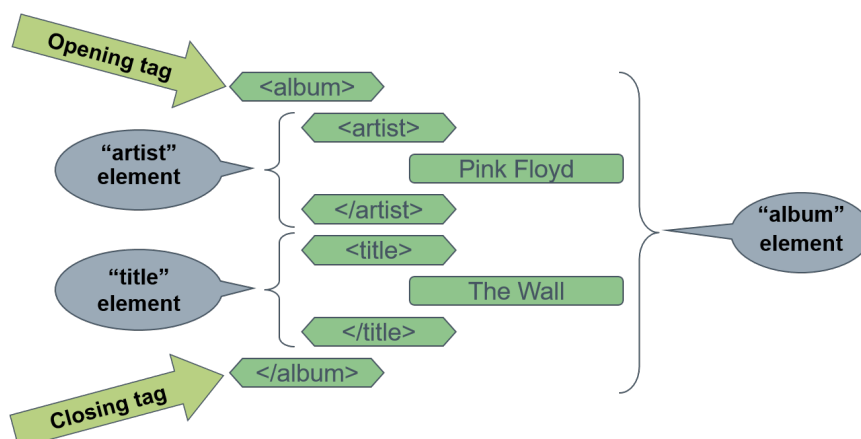 Opening tag
<album>
<artist>
“artist”
element
Pink Floyd
</artist>
“album”
element
<title>
“title”
element
The Wall
</title>
</album>
Closing tag